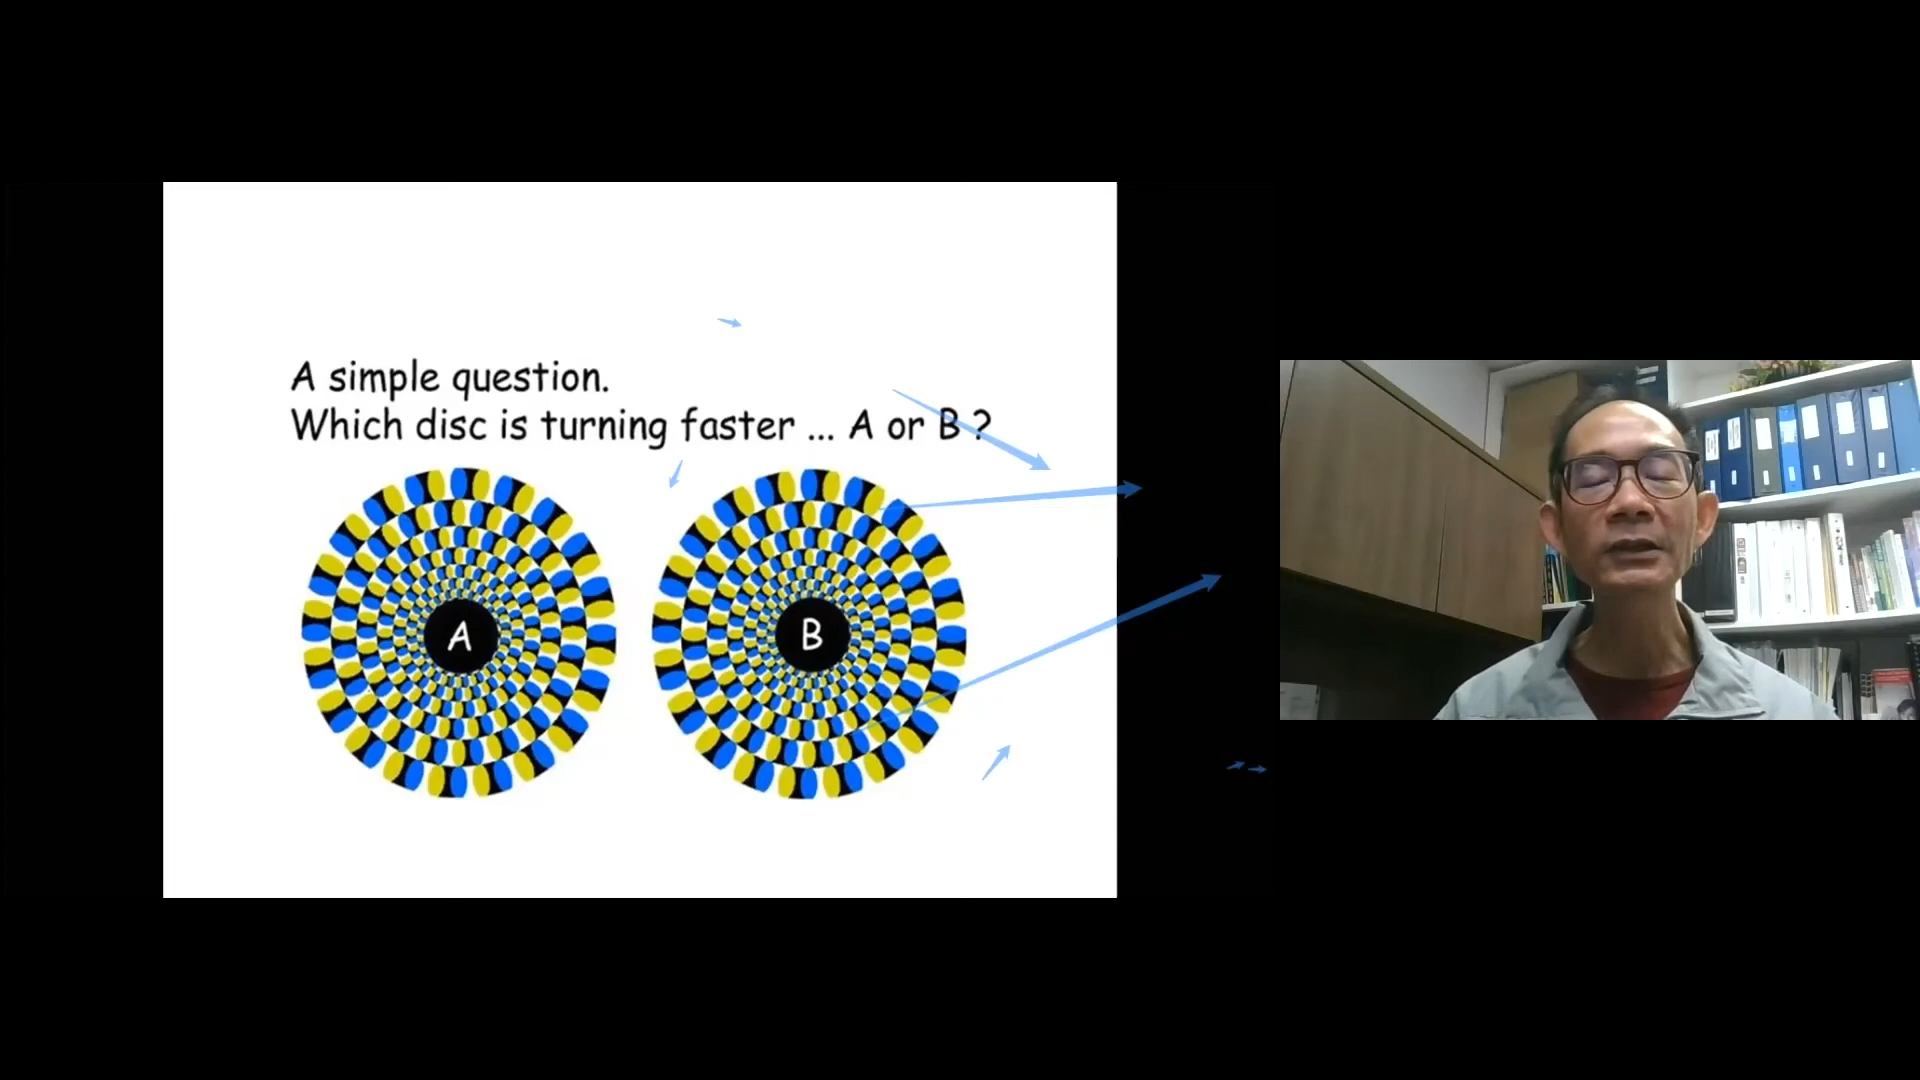 A simple question.
Which disc is turning faster ... A or B ?
A
B